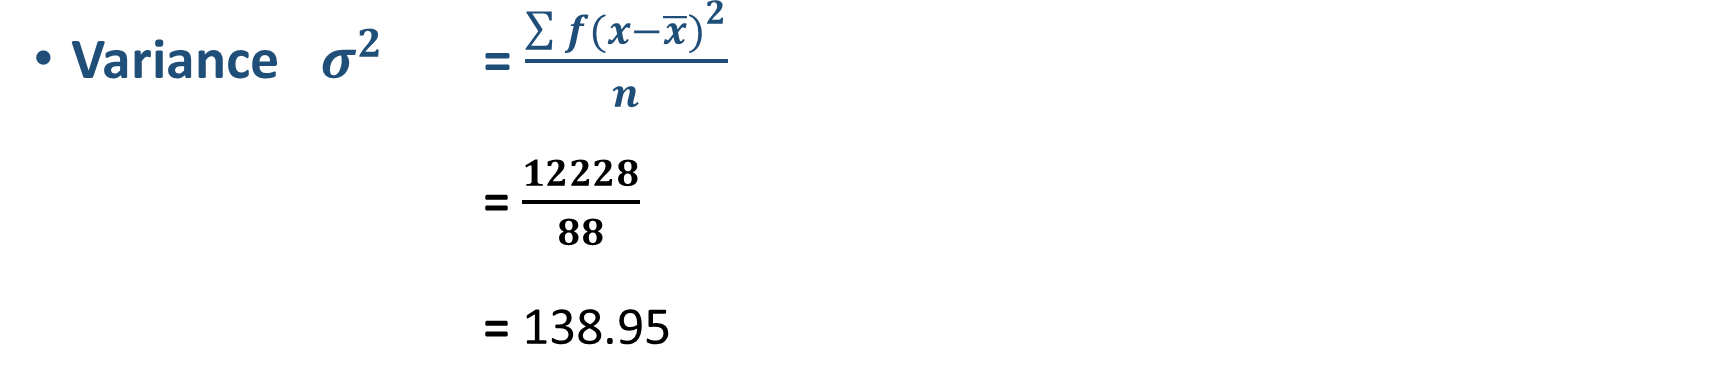 • Variance σ² = ∑ f(x−x̅)² / n
= 12228 / 88
= 138.95